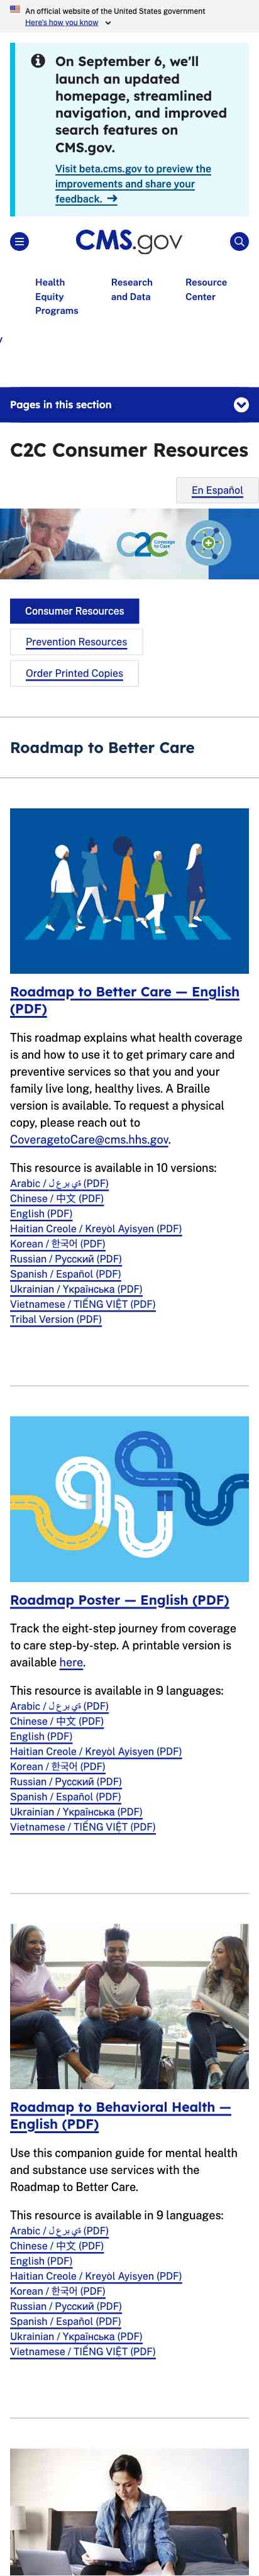 An official website of the United States government
Here's how you know
On September 6, we'll
launch an updated
homepage, streamlined
navigation, and improved
search features on
CMS.gov.
Visit beta.cms.gov to preview the
improvements and share your
feedback. →
CMS.gov
Health
Equity
Programs
Research
and Data
Resource
Center
y
Pages in this section
C2C Consumer Resources
En Español
C2C Coverage to Care
Consumer Resources
Prevention Resources
Order Printed Copies
Roadmap to Better Care
Roadmap to Better Care — English
(PDF)
This roadmap explains what health coverage
is and how to use it to get primary care and
preventive services so that you and your
family live long, healthy lives. A Braille
version is available. To request a physical
copy, please reach out to
CoveragetoCare@cms.hhs.gov.
This resource is available in 10 versions:
Arabic / ةي برع ل (PDF)
Chinese / 中文 (PDF)
English (PDF)
Haitian Creole / Kreyòl Ayisyen (PDF)
Korean / 한국어 (PDF)
Russian / Русский (PDF)
Spanish / Español (PDF)
Ukrainian / Українська (PDF)
Vietnamese / TIẾNG VIỆT (PDF)
Tribal Version (PDF)
Roadmap Poster — English (PDF)
Track the eight-step journey from coverage
to care step-by-step. A printable version is
available here.
This resource is available in 9 languages:
Arabic / ةي برع ل (PDF)
Chinese / 中文 (PDF)
English (PDF)
Haitian Creole / Kreyòl Ayisyen (PDF)
Korean / 한국어 (PDF)
Russian / Русский (PDF)
Spanish / Español (PDF)
Ukrainian / Українська (PDF)
Vietnamese / TIẾNG VIỆT (PDF)
Roadmap to Behavioral Health —
English (PDF)
Use this companion guide for mental health
and substance use services with the
Roadmap to Better Care.
This resource is available in 9 languages:
Arabic / ةي برع ل (PDF)
Chinese / 中文 (PDF)
English (PDF)
Haitian Creole / Kreyòl Ayisyen (PDF)
Korean / 한국어 (PDF)
Russian / Русский (PDF)
Spanish / Español (PDF)
Ukrainian / Українська (PDF)
Vietnamese / TIẾNG VIỆT (PDF)